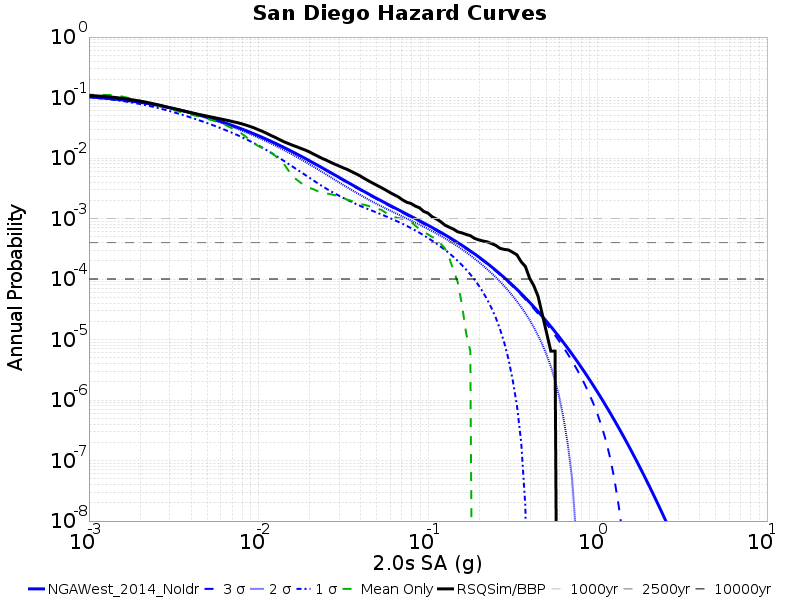 San Diego Hazard Curves
Annual Probability
10^0
10^-1
10^-2
10^-3
10^-4
10^-5
10^-6
10^-7
10^-8
10^-3 10^-2 10^-1 10^0 10^1
2.0s SA (g)
NGAWest_2014_NoIdr 3 σ 2 σ 1 σ Mean Only RSQSim/BBP 1000yr 2500yr 10000yr